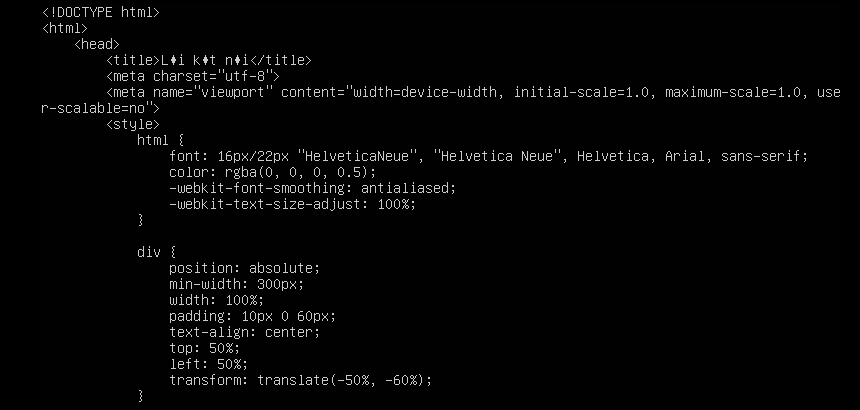 <!DOCTYPE html>
<html>
<head>
<title>L♦i k♦t n♦i</title>
<meta charset="utf-8">
<meta name="viewport" content="width=device-width, initial-scale=1.0, maximum-scale=1.0, use
r-scalable=no">
<style>
html {
font: 16px/22px "HelveticaNeue", "Helvetica Neue", Helvetica, Arial, sans-serif;
color: rgba(0, 0, 0, 0.5);
-webkit-font-smoothing: antialiased;
-webkit-text-size-adjust: 100%;
}
div {
position: absolute;
min-width: 300px;
width: 100%;
padding: 10px 0 60px;
text-align: center;
top: 50%;
left: 50%;
transform: translate(-50%, -60%);
}